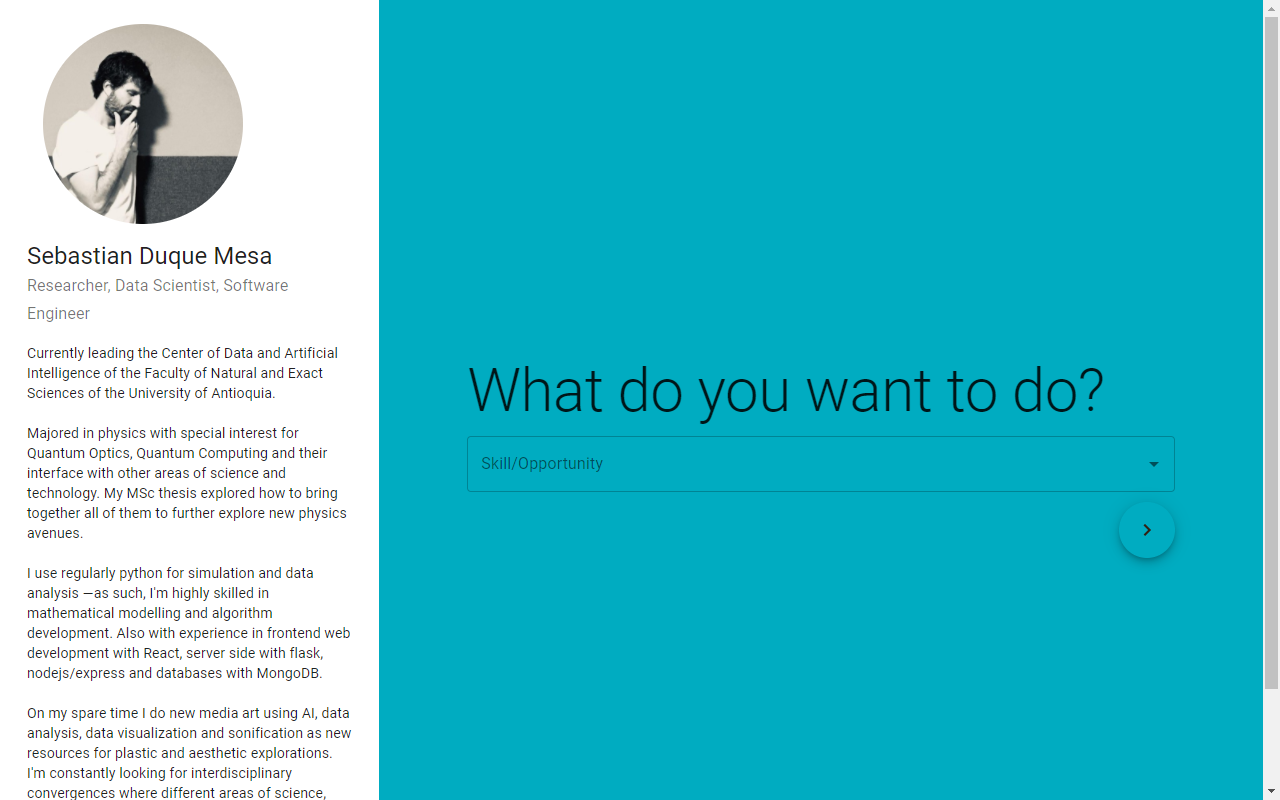 Sebastian Duque Mesa
Researcher, Data Scientist, Software
Engineer
Currently leading the Center of Data and Artificial
Intelligence of the Faculty of Natural and Exact
Sciences of the University of Antioquia.
Majored in physics with special interest for
Quantum Optics, Quantum Computing and their
interface with other areas of science and
technology. My MSc thesis explored how to bring
together all of them to further explore new physics
avenues.
I use regularly python for simulation and data
analysis —as such, I'm highly skilled in
mathematical modelling and algorithm
development. Also with experience in frontend web
development with React, server side with flask,
nodejs/express and databases with MongoDB.
On my spare time I do new media art using AI, data
analysis, data visualization and sonification as new
resources for plastic and aesthetic explorations.
I'm constantly looking for interdisciplinary
convergences where different areas of science,
What do you want to do?
Skill/Opportunity